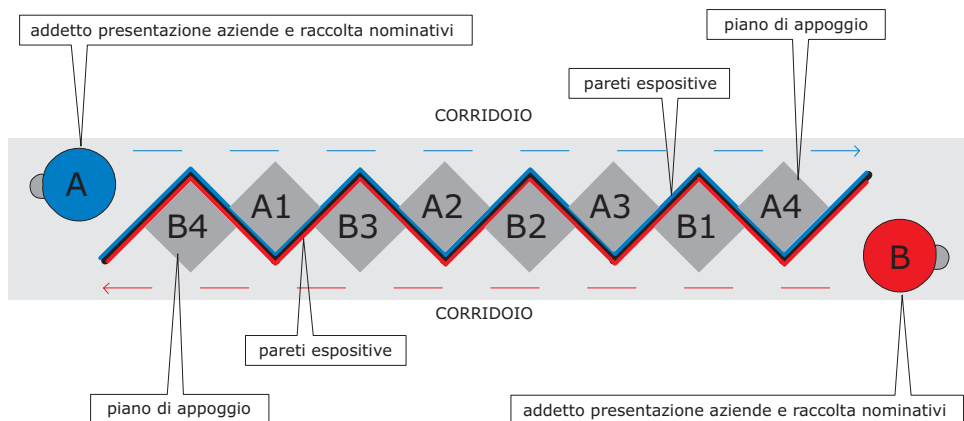 addetto presentazione aziende e raccolta nominativi
piano di appoggio
pareti espositive
CORRIDOIO
A
A1
A2
A3
A4
B4
B3
B2
B1
B
CORRIDOIO
pareti espositive
piano di appoggio
addetto presentazione aziende e raccolta nominativi